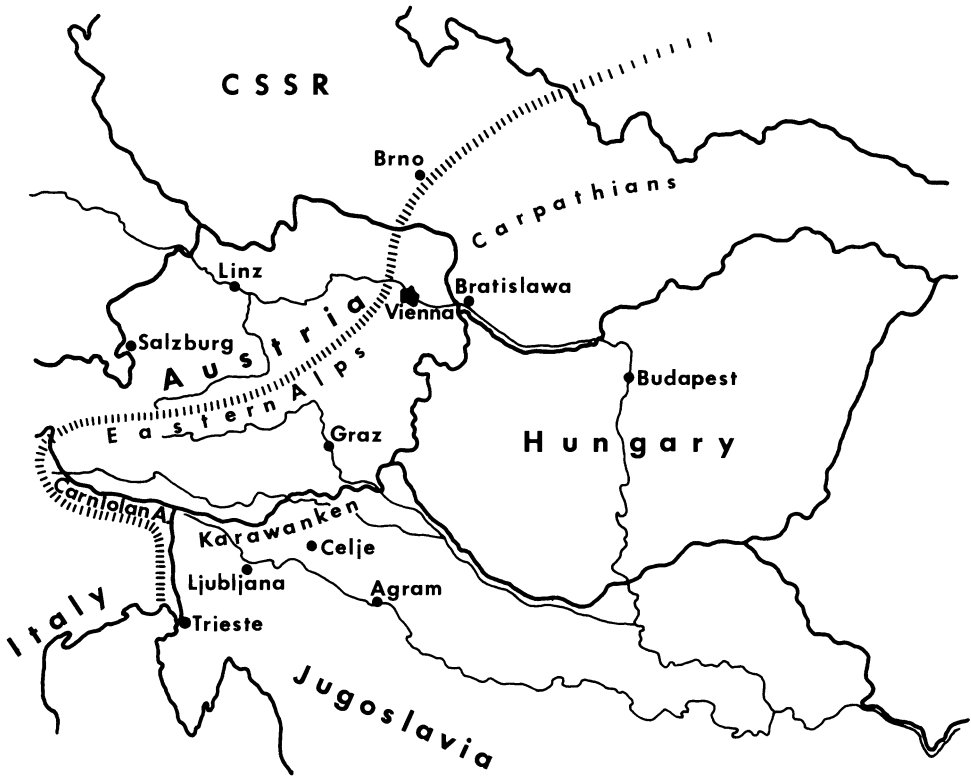 CSSR
Brno
Carpathians
Linz
Bratislawa
Vienna
Salzburg
Austria
Eastern Alps
Budapest
Graz
Hungary
Carniolan A.
Karawanken
Celje
Ljubljana
Agram
Italy
Trieste
Jugoslavia